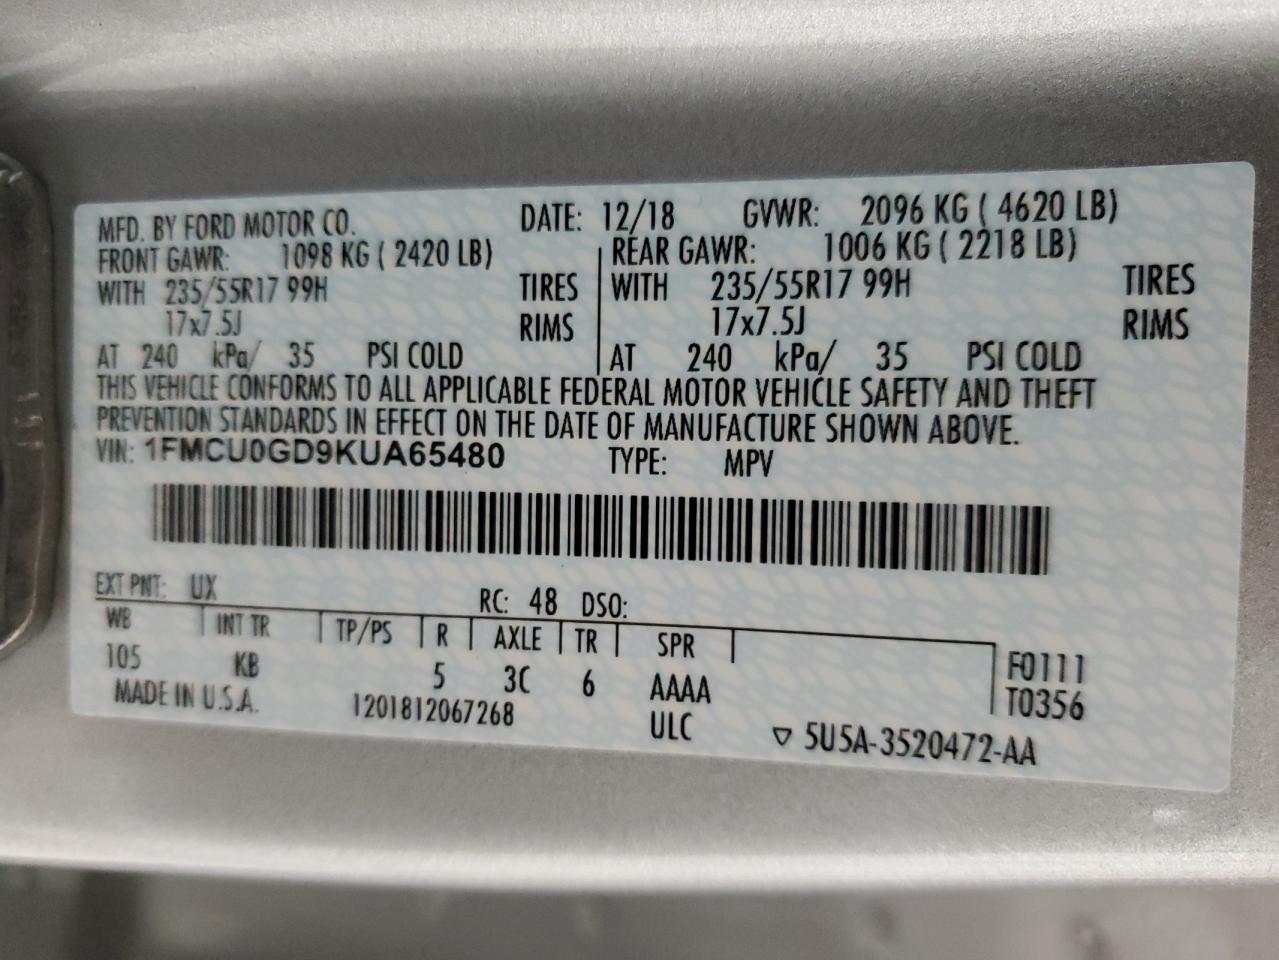 MFD. BY FORD MOTOR CO. DATE: 12/18 GVWR: 2096 KG ( 4620 LB)
FRONT GAWR: 1098 KG ( 2420 LB) REAR GAWR: 1006 KG ( 2218 LB)
WITH 235/55R17 99H TIRES WITH 235/55R17 99H TIRES
17x7.5J RIMS 17x7.5J RIMS
AT 240 kPa/ 35 PSI COLD AT 240 kPa/ 35 PSI COLD
THIS VEHICLE CONFORMS TO ALL APPLICABLE FEDERAL MOTOR VEHICLE SAFETY AND THEFT
PREVENTION STANDARDS IN EFFECT ON THE DATE OF MANUFACTURE SHOWN ABOVE.
VIN: 1FMCU0GD9KUA65480 TYPE: MPV
EXT PNT: UX RC: 48 DSO:
WB INT TR TP/PS R AXLE TR SPR
105 KB 5 3C 6 AAAA F0111
MADE IN U.S.A. 1201812067268 ULC T0356
5U5A-3520472-AA